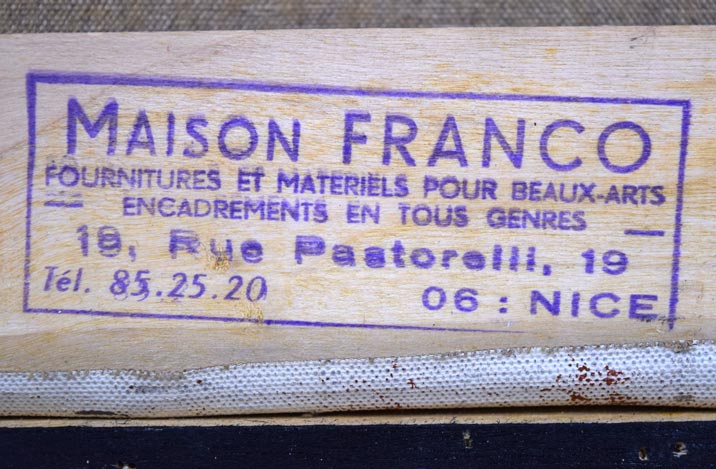 MAISON FRANCO
FOURNITURES ET MATERIELS POUR BEAUX-ARTS
ENCADREMENTS EN TOUS GENRES
19, Rue Pastorelli, 19
Tél. 85.25.20 06 : NICE